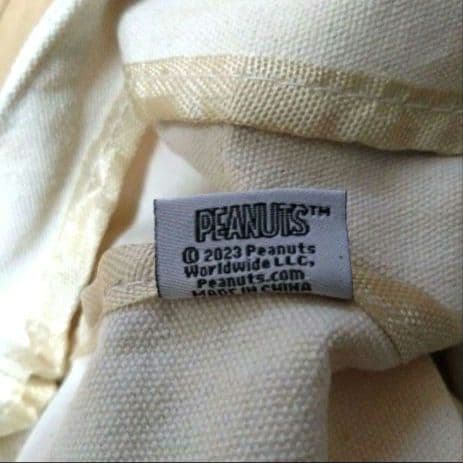 PEANUTS™
© 2023 Peanuts
Worldwide LLC,
Peanuts.com
MADE IN CHINA